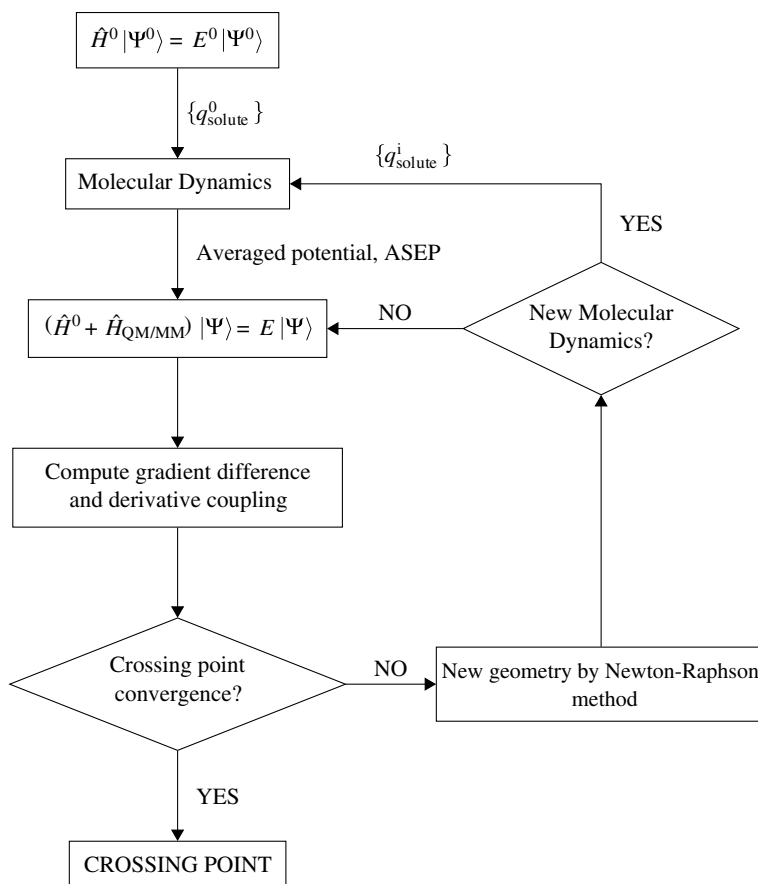 Ĥ⁰ |Ψ⁰⟩ = E⁰ |Ψ⁰⟩
{q⁰solute}
{qⁱsolute}
Molecular Dynamics
YES
Averaged potential, ASEP
(Ĥ⁰ + ĤQM/MM) |Ψ⟩ = E |Ψ⟩
NO
New Molecular
Dynamics?
Compute gradient difference
and derivative coupling
Crossing point
convergence?
NO
New geometry by Newton-Raphson
method
YES
CROSSING POINT